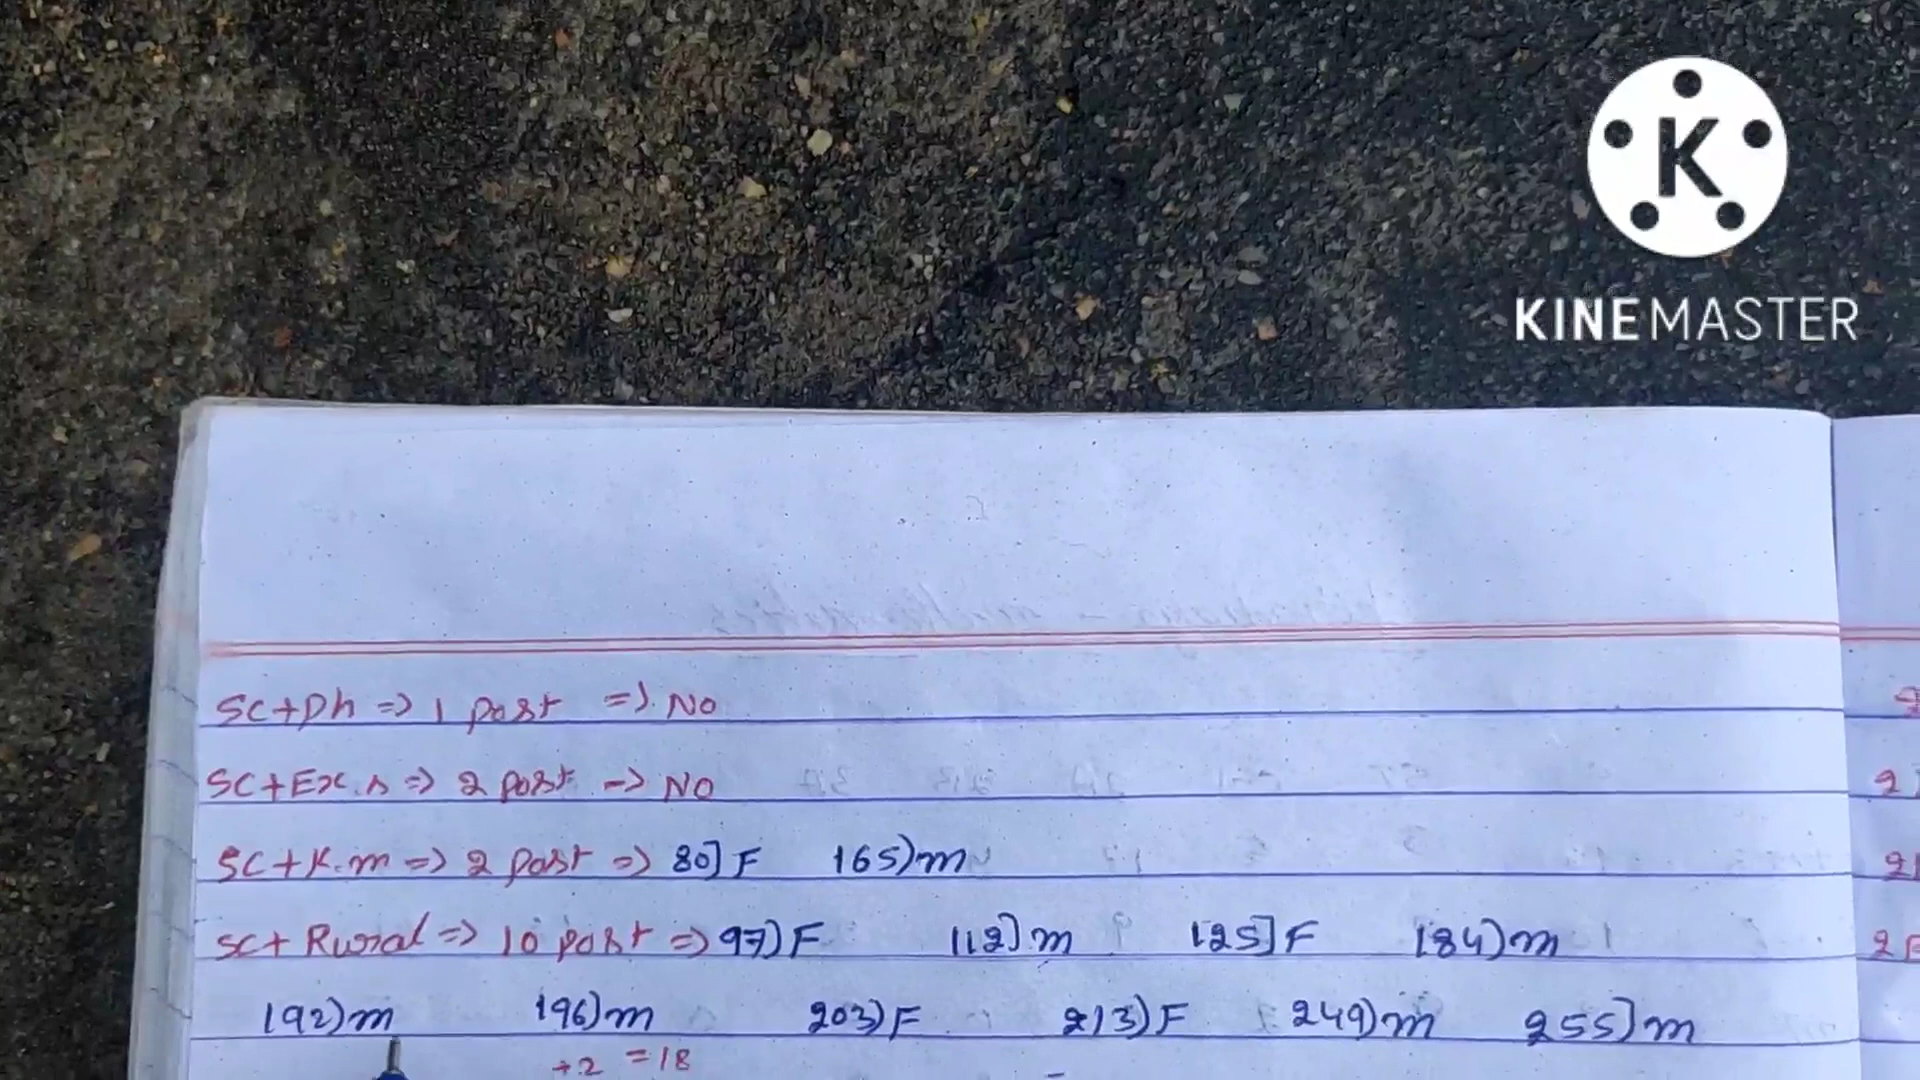 K
KINEMASTER
SC+Ph => 1 post => NO
SC+Ex.s => 2 post -> NO
SC+K.m => 2 post => 80]F 165)m
SC+ Rural => 10 post => 97)F 112]m 125]F 184)m
192)m 196)m 203)F 213)F 249)m 255]m
+2 =18